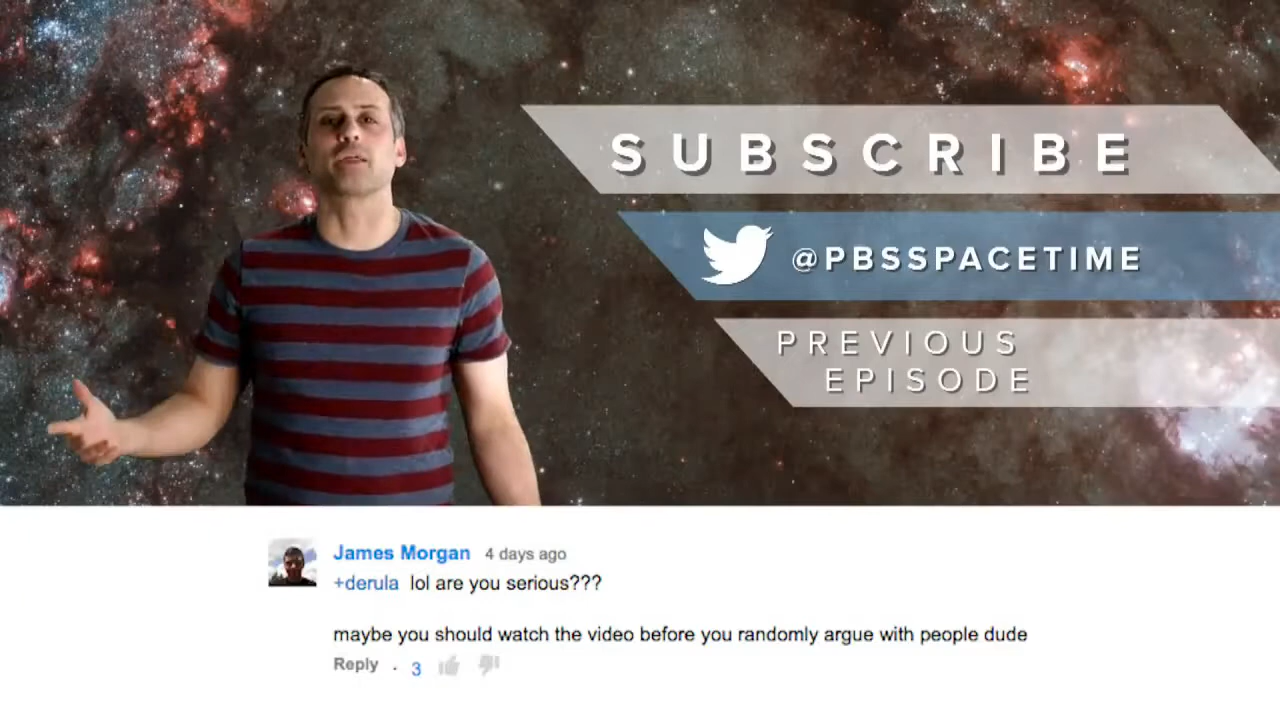 SUBSCRIBE
@PBSSPACETIME
PREVIOUS
EPISODE
James Morgan 4 days ago
+derula lol are you serious???
maybe you should watch the video before you randomly argue with people dude
Reply . 3